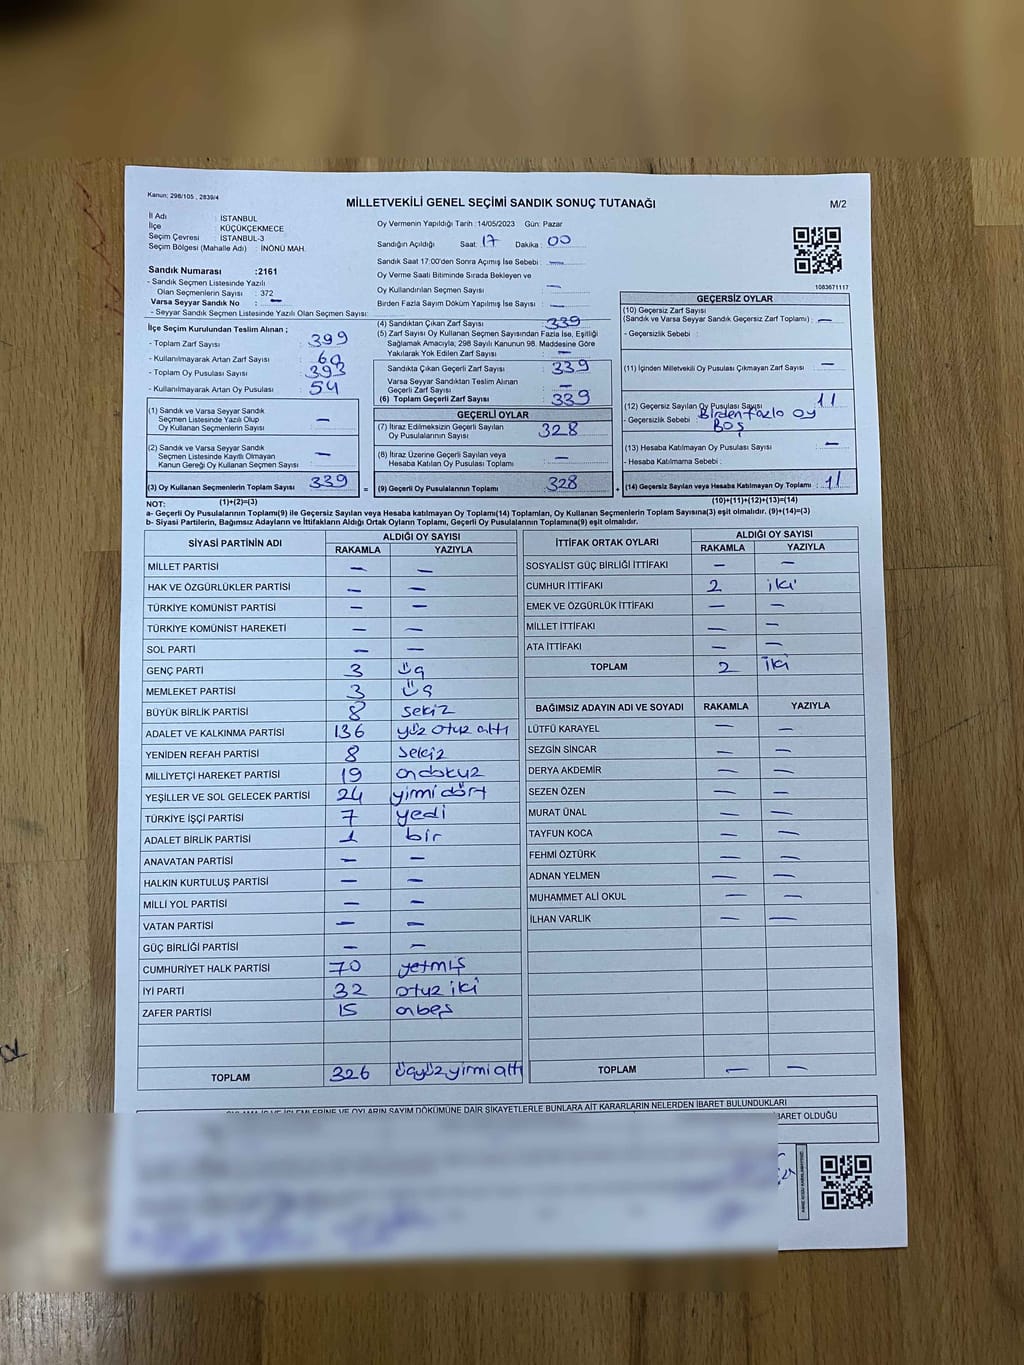 Kanun: 298/105 , 2839/4
MİLLETVEKİLİ GENEL SEÇİMİ SANDIK SONUÇ TUTANAĞI
M/2
İl Adı : İSTANBUL
İlçe : KÜÇÜKÇEKMECE
Seçim Çevresi : İSTANBUL-3
Seçim Bölgesi (Mahalle Adı) : İNÖNÜ MAH.
Oy Vermenin Yapıldığı Tarih :14/05/2023 Gün: Pazar
Sandığın Açıldığı Saat: 17 Dakika : 00
Sandık Saat 17:00'den Sonra Açımış İse Sebebi : —
Oy Verme Saati Bitiminde Sırada Bekleyen ve
Oy Kullandırılan Seçmen Sayısı : —
Birden Fazla Sayım Döküm Yapılmış İse Sayısı : —
1083671117
Sandık Numarası :2161
- Sandık Seçmen Listesinde Yazılı
Olan Seçmenlerin Sayısı : 372
Varsa Seyyar Sandık No : —
- Seyyar Sandık Seçmen Listesinde Yazılı Olan Seçmen Sayısı:
İlçe Seçim Kurulundan Teslim Alınan ;
- Toplam Zarf Sayısı : 399
- Kullanılmayarak Artan Zarf Sayısı : 60
- Toplam Oy Pusulası Sayısı : 393
- Kullanılmayarak Artan Oy Pusulası : 54
(1) Sandık ve Varsa Seyyar Sandık
Seçmen Listesinde Yazılı Olup
Oy Kullanan Seçmenlerin Sayısı : —
(2) Sandık ve Varsa Seyyar Sandık
Seçmen Listesinde Kayıtlı Olmayan
Kanun Gereği Oy Kullanan Seçmen Sayısı : —
(3) Oy Kullanan Seçmenlerin Toplam Sayısı : 339
(1)+(2)=(3)
(4) Sandıktan Çıkan Zarf Sayısı : 339
(5) Zarf Sayısı Oy Kullanan Seçmen Sayısından Fazla İse, Eşitliği
Sağlamak Amacıyla; 298 Sayılı Kanunun 98. Maddesine Göre
Yakılarak Yok Edilen Zarf Sayısı : —
Sandıkta Çıkan Geçerli Zarf Sayısı : 339
Varsa Seyyar Sandıktan Teslim Alınan
Geçerli Zarf Sayısı : —
(6) Toplam Geçerli Zarf Sayısı : 339
GEÇERLİ OYLAR
(7) İtiraz Edilmeksizin Geçerli Sayılan
Oy Pusulalarının Sayısı : 328
(8) İtiraz Üzerine Geçerli Sayılan veya
Hesaba Katılan Oy Pusulası Toplamı : —
= (9) Geçerli Oy Pusulalarının Toplamı : 328
GEÇERSİZ OYLAR
(10) Geçersiz Zarf Sayısı
(Sandık ve Varsa Seyyar Sandık Geçersiz Zarf Toplamı) : —
- Geçersizlik Sebebi :
(11) İçinden Milletvekili Oy Pusulası Çıkmayan Zarf Sayısı : —
(12) Geçersiz Sayılan Oy Pusulası Sayısı : 11
- Geçersizlik Sebebi : Birden fazla oy
Boş
(13) Hesaba Katılmayan Oy Pusulası Sayısı : —
- Hesaba Katılmama Sebebi :
+ (14) Geçersiz Sayılan veya Hesaba Katılmayan Oy Toplamı : 11
(10)+(11)+(12)+(13)=(14)
NOT:
a- Geçerli Oy Pusulalarının Toplamı(9) ile Geçersiz Sayılan veya Hesaba katılmayan Oy Toplamı(14) Toplamları, Oy Kullanan Seçmenlerin Toplam Sayısına(3) eşit olmalıdır. (9)+(14)=(3)
b- Siyasi Partilerin, Bağımsız Adayların ve İttifakların Aldığı Ortak Oyların Toplamı, Geçerli Oy Pusulalarının Toplamına(9) eşit olmalıdır.
SİYASİ PARTİNİN ADI ALDIĞI OY SAYISI
RAKAMLA YAZIYLA
MİLLET PARTİSİ — —
HAK VE ÖZGÜRLÜKLER PARTİSİ — —
TÜRKİYE KOMÜNİST PARTİSİ — —
TÜRKİYE KOMÜNİST HAREKETİ — —
SOL PARTİ — —
GENÇ PARTİ 3 üç
MEMLEKET PARTİSİ 3 üç
BÜYÜK BİRLİK PARTİSİ 8 sekiz
ADALET VE KALKINMA PARTİSİ 136 yüz otuz altı
YENİDEN REFAH PARTİSİ 8 sekiz
MİLLİYETÇİ HAREKET PARTİSİ 19 ondokuz
YEŞİLLER VE SOL GELECEK PARTİSİ 24 yirmi dört
TÜRKİYE İŞÇİ PARTİSİ 7 yedi
ADALET BİRLİK PARTİSİ 1 bir
ANAVATAN PARTİSİ — —
HALKIN KURTULUŞ PARTİSİ — —
MİLLİ YOL PARTİSİ — —
VATAN PARTİSİ — —
GÜÇ BİRLİĞİ PARTİSİ — —
CUMHURİYET HALK PARTİSİ 70 yetmiş
İYİ PARTİ 32 otuz iki
ZAFER PARTİSİ 15 onbeş
TOPLAM 326 üçyüz yirmi altı
İTTİFAK ORTAK OYLARI ALDIĞI OY SAYISI
RAKAMLA YAZIYLA
SOSYALİST GÜÇ BİRLİĞİ İTTİFAKI — —
CUMHUR İTTİFAKI 2 iki
EMEK VE ÖZGÜRLÜK İTTİFAKI — —
MİLLET İTTİFAKI — —
ATA İTTİFAKI — —
TOPLAM 2 iki
BAĞIMSIZ ADAYIN ADI VE SOYADI RAKAMLA YAZIYLA
LÜTFÜ KARAYEL — —
SEZGİN SİNCAR — —
DERYA AKDEMİR — —
SEZEN ÖZEN — —
MURAT ÜNAL — —
TAYFUN KOCA — —
FEHMİ ÖZTÜRK — —
ADNAN YELMEN — —
MUHAMMET ALİ OKUL — —
İLHAN VARLIK — —
TOPLAM — —
İŞLEMLERİNE VE OYLARIN SAYIM DÖKÜMÜNE DAİR ŞİKAYETLERLE BUNLARA AİT KARARLARIN NELERDEN İBARET BULUNDUKLARI
İBARET OLDUĞU